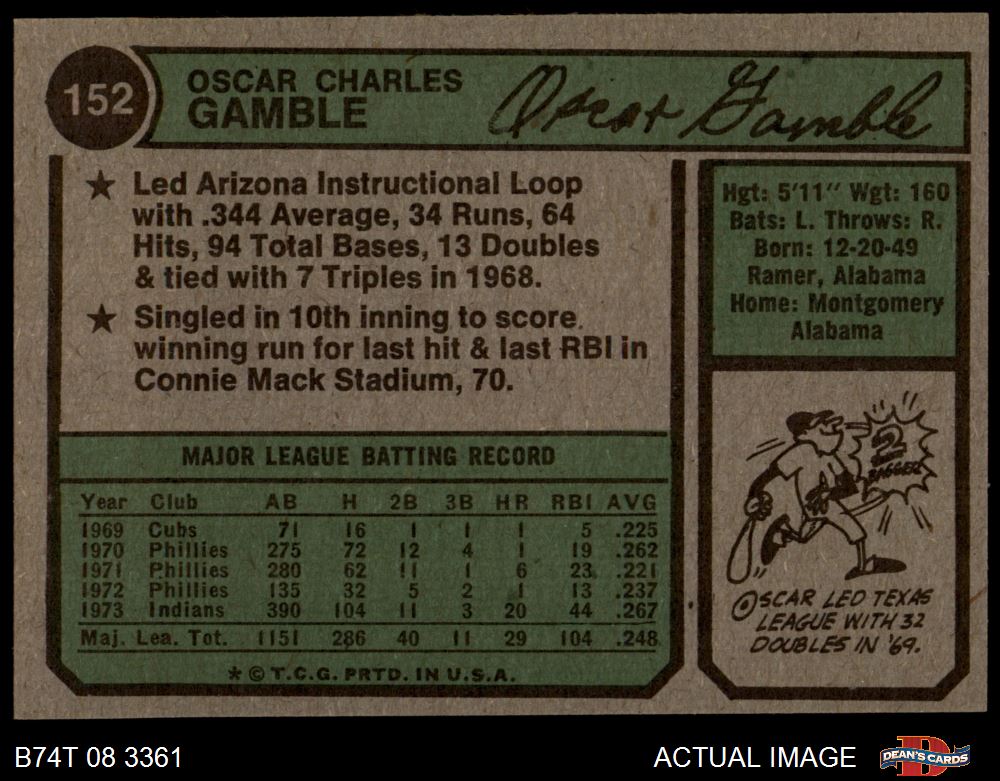 152
OSCAR CHARLES
GAMBLE
Oscar Gamble
★ Led Arizona Instructional Loop
with .344 Average, 34 Runs, 64
Hits, 94 Total Bases, 13 Doubles
& tied with 7 Triples in 1968.
★ Singled in 10th inning to score
winning run for last hit & last RBI in
Connie Mack Stadium, 70.
Hgt: 5'11" Wgt: 160
Bats: L. Throws: R.
Born: 12-20-49
Ramer, Alabama
Home: Montgomery
Alabama
MAJOR LEAGUE BATTING RECORD
Year Club AB H 2B 3B HR RBI AVG
1969 Cubs 71 16 1 1 1 5 .225
1970 Phillies 275 72 12 4 1 19 .262
1971 Phillies 280 62 11 1 6 23 .221
1972 Phillies 135 32 5 2 1 13 .237
1973 Indians 390 104 11 3 20 44 .267
Maj. Lea. Tot. 1151 286 40 11 29 104 .248
* © T.C.G. PRTD. IN U.S.A.
2
BAGGER
OSCAR LED TEXAS
LEAGUE WITH 32
DOUBLES IN '69.
B74T 08 3361
ACTUAL IMAGE
DEAN'S CARDS